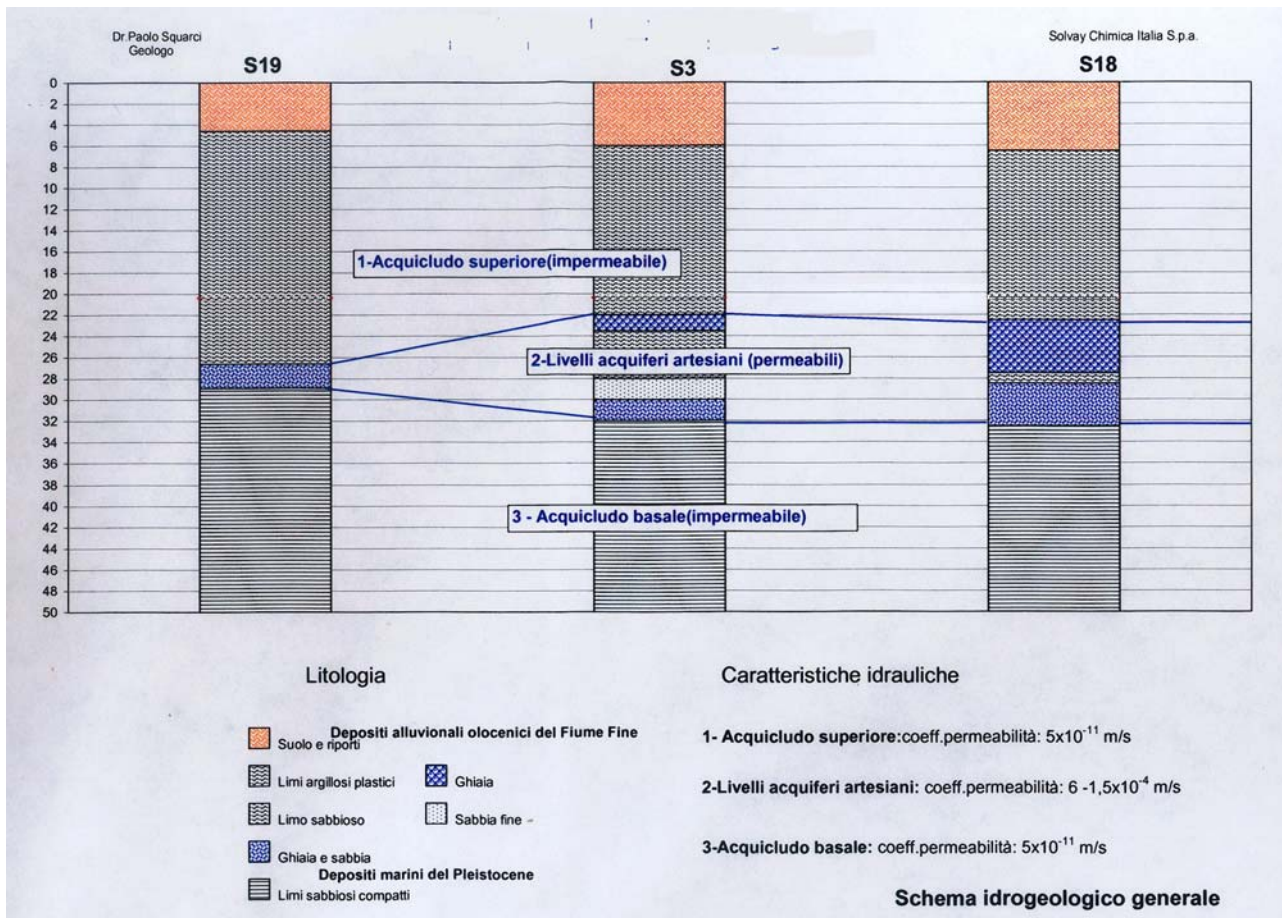 Dr.Paolo Squarci
Geologo
Solvay Chimica Italia S.p.a.
S19
S3
S18
0
2
4
6
8
10
12
14
16
18
20
22
24
26
28
30
32
34
36
38
40
42
44
46
48
50
1-Acquicludo superiore(impermeabile)
2-Livelli acquiferi artesiani (permeabili)
3 - Acquicludo basale(impermeabile)
Litologia
Depositi alluvionali olocenici del Fiume Fine
Suolo e riporti
Limi argillosi plastici
Ghiaia
Limo sabbioso
Sabbia fine
Ghiaia e sabbia
Depositi marini del Pleistocene
Limi sabbiosi compatti
Caratteristiche idrauliche
1- Acquicludo superiore:coeff.permeabilità: 5x10⁻¹¹ m/s
2-Livelli acquiferi artesiani: coeff.permeabilità: 6 -1,5x10⁻⁴ m/s
3-Acquicludo basale: coeff.permeabilità: 5x10⁻¹¹ m/s
Schema idrogeologico generale